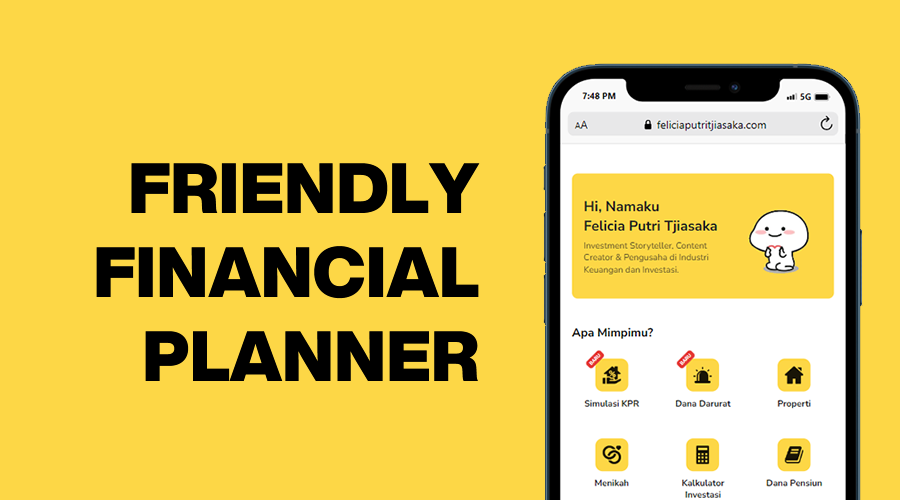 FRIENDLY
FINANCIAL
PLANNER
7:48 PM
5G
AA
feliciaputritjiasaka.com
Hi, Namaku
Felicia Putri Tjiasaka
Investment Storyteller, Content
Creator & Pengusaha di Industri
Keuangan dan Investasi.
Apa Mimpimu?
BARU
BARU
Simulasi KPR
Dana Darurat
Properti
Menikah
Kalkulator
Investasi
Dana Pensiun